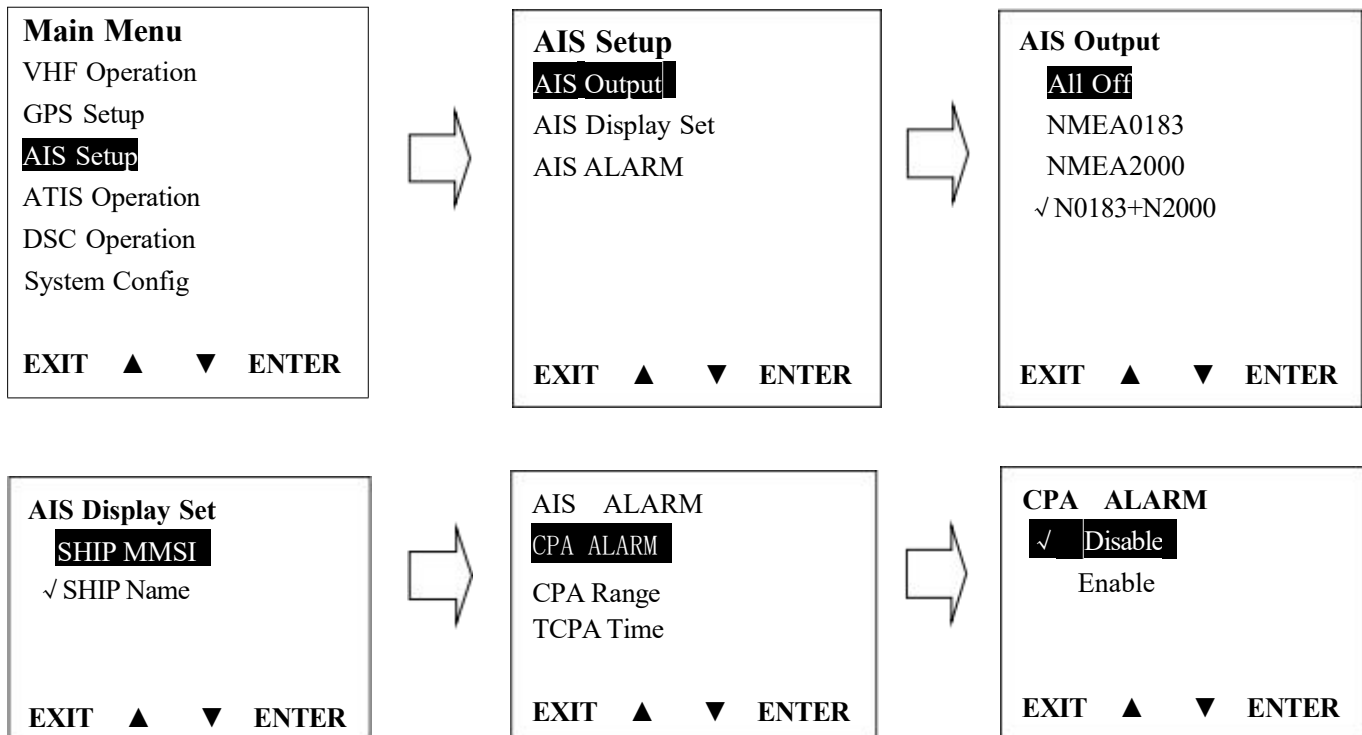 Main Menu
VHF Operation
GPS Setup
AIS Setup
ATIS Operation
DSC Operation
System Config
EXIT ▲ ▼ ENTER
AIS Setup
AIS Output
AIS Display Set
AIS ALARM
EXIT ▲ ▼ ENTER
AIS Output
All Off
NMEA0183
NMEA2000
√ N0183+N2000
EXIT ▲ ▼ ENTER
AIS Display Set
SHIP MMSI
√ SHIP Name
EXIT ▲ ▼ ENTER
AIS ALARM
CPA ALARM
CPA Range
TCPA Time
EXIT ▲ ▼ ENTER
CPA ALARM
√ Disable
Enable
EXIT ▲ ▼ ENTER